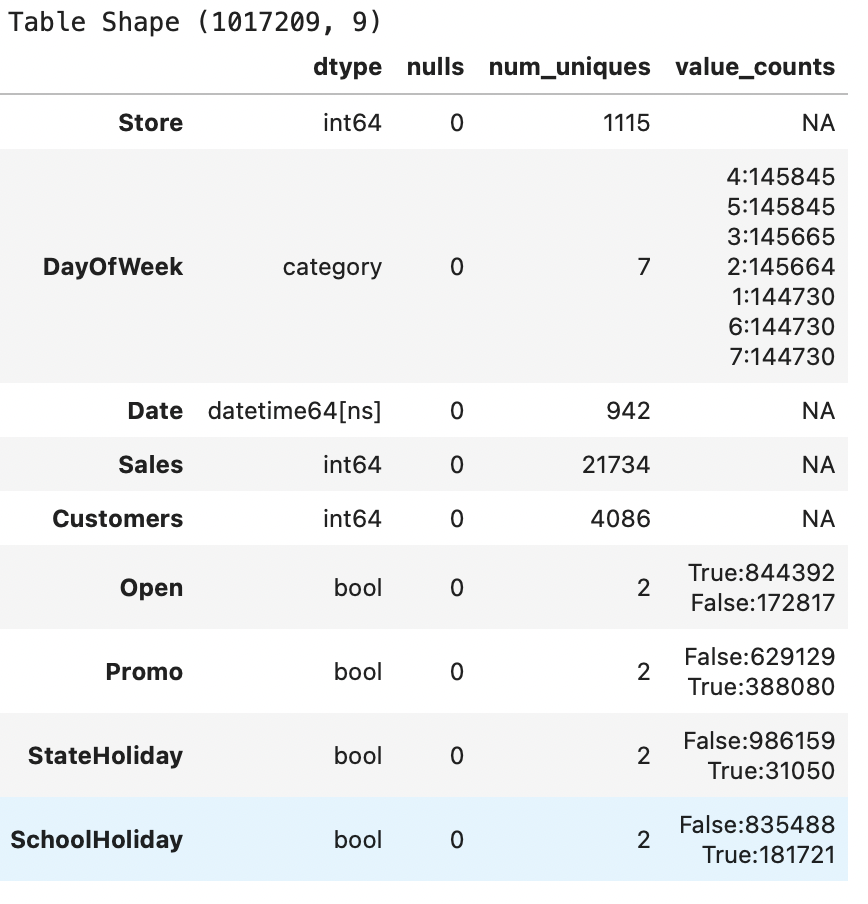 Table Shape (1017209, 9)
dtype nulls num_uniques value_counts
Store int64 0 1115 NA
DayOfWeek category 0 7 4:145845
5:145845
3:145665
2:145664
1:144730
6:144730
7:144730
Date datetime64[ns] 0 942 NA
Sales int64 0 21734 NA
Customers int64 0 4086 NA
Open bool 0 2 True:844392
False:172817
Promo bool 0 2 False:629129
True:388080
StateHoliday bool 0 2 False:986159
True:31050
SchoolHoliday bool 0 2 False:835488
True:181721